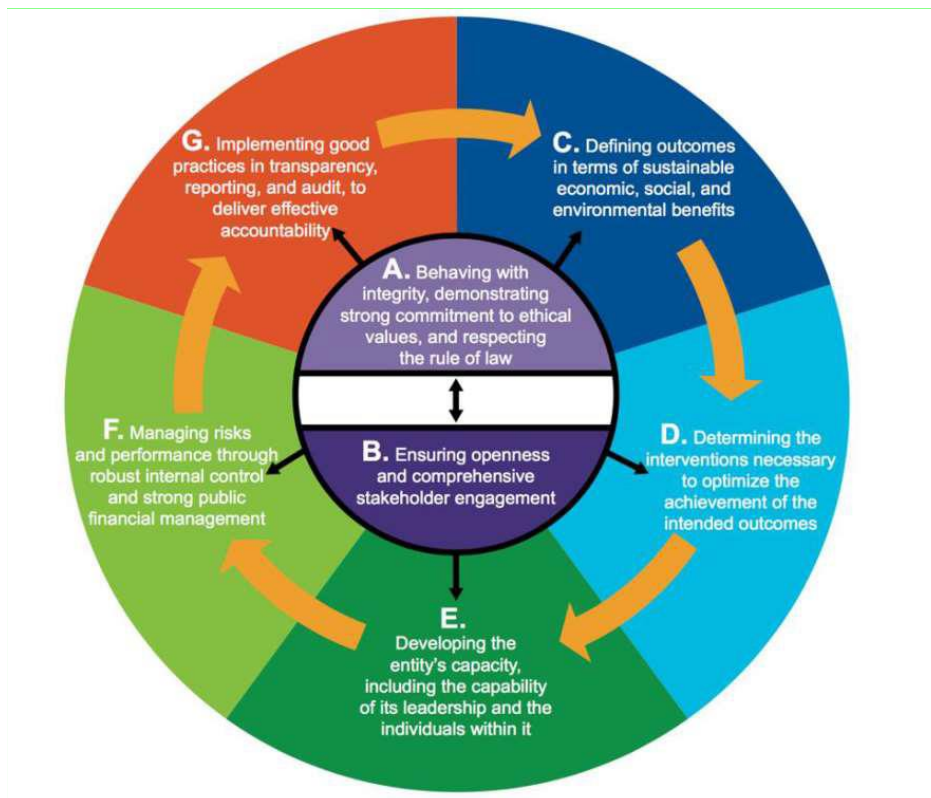 A. Behaving with
integrity, demonstrating
strong commitment to ethical
values, and respecting
the rule of law
B. Ensuring openness
and comprehensive
stakeholder engagement
C. Defining outcomes
in terms of sustainable
economic, social, and
environmental benefits
D. Determining the
interventions necessary
to optimize the
achievement of the
intended outcomes
E.
Developing the
entity's capacity,
including the capability
of its leadership and the
individuals within it
F. Managing risks
and performance through
robust internal control
and strong public
financial management
G. Implementing good
practices in transparency,
reporting, and audit, to
deliver effective
accountability